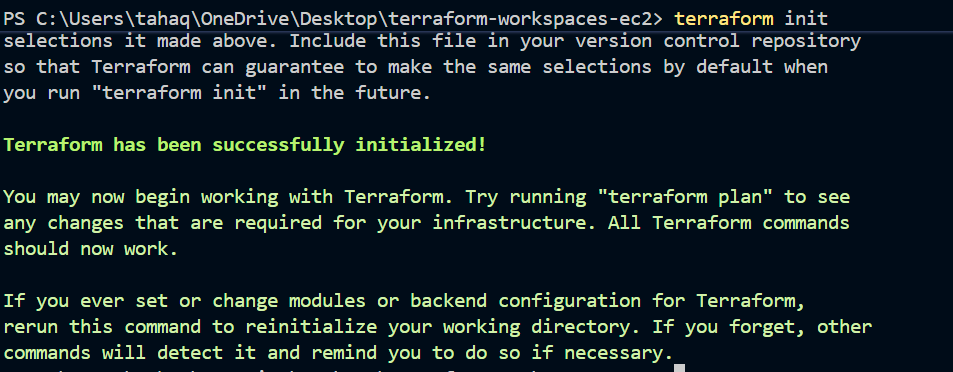 PS C:\Users\tahaq\OneDrive\Desktop\terraform-workspaces-ec2> terraform init
selections it made above. Include this file in your version control repository
so that Terraform can guarantee to make the same selections by default when
you run "terraform init" in the future.
Terraform has been successfully initialized!
You may now begin working with Terraform. Try running "terraform plan" to see
any changes that are required for your infrastructure. All Terraform commands
should now work.
If you ever set or change modules or backend configuration for Terraform,
rerun this command to reinitialize your working directory. If you forget, other
commands will detect it and remind you to do so if necessary.